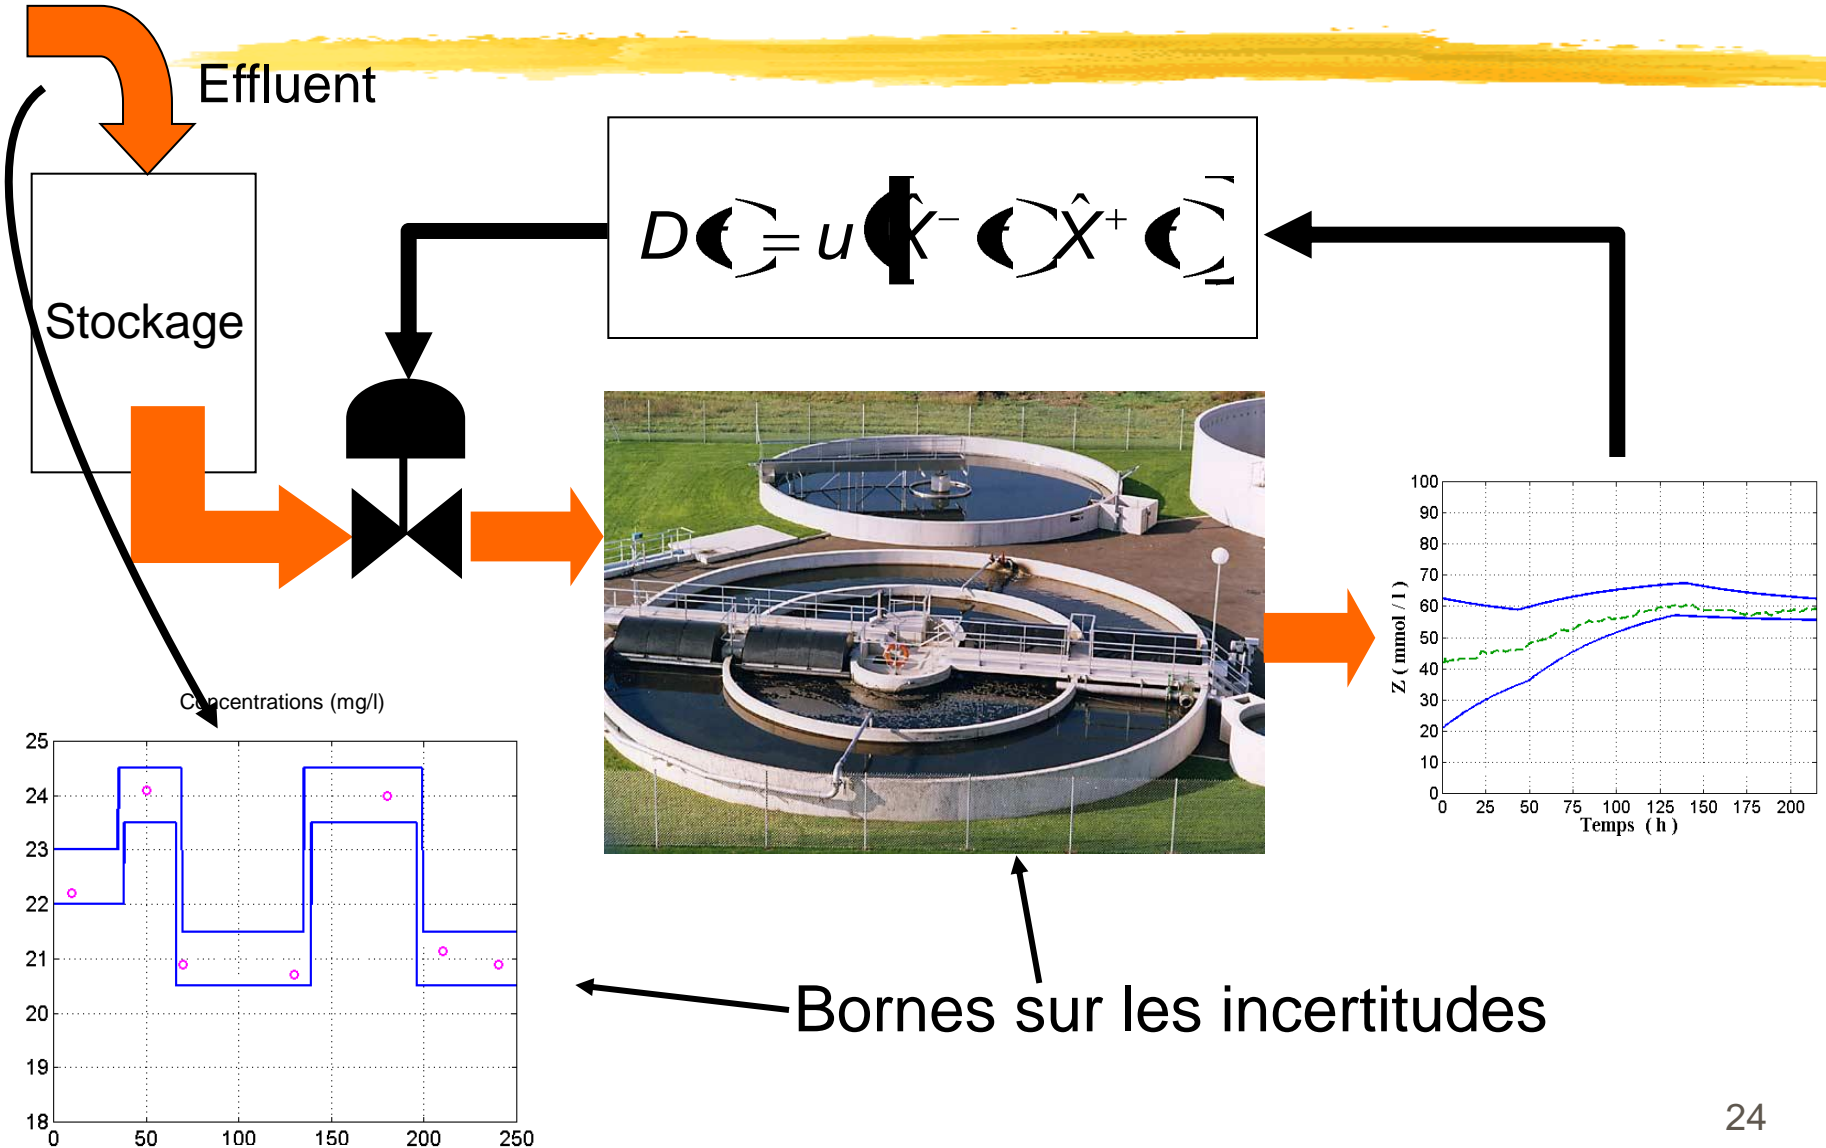 Effluent
Stockage
D(t) = u([X̂⁻(t) X̂⁺(t)])
Concentrations (mg/l)
25
24
23
22
21
20
19
18
0 50 100 150 200 250
100
90
80
70
60
50
40
30
20
10
0
Z ( mmol / l )
0 25 50 75 100 125 150 175 200
Temps ( h )
Bornes sur les incertitudes
24